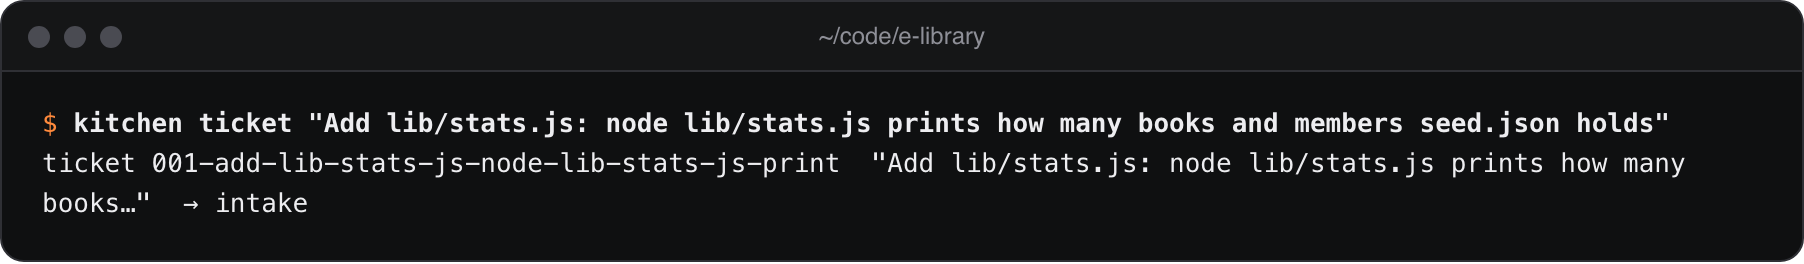 ~/code/e-library
$ kitchen ticket "Add lib/stats.js: node lib/stats.js prints how many books and members seed.json holds"
ticket 001-add-lib-stats-js-node-lib-stats-js-print  "Add lib/stats.js: node lib/stats.js prints how many
books…"  → intake